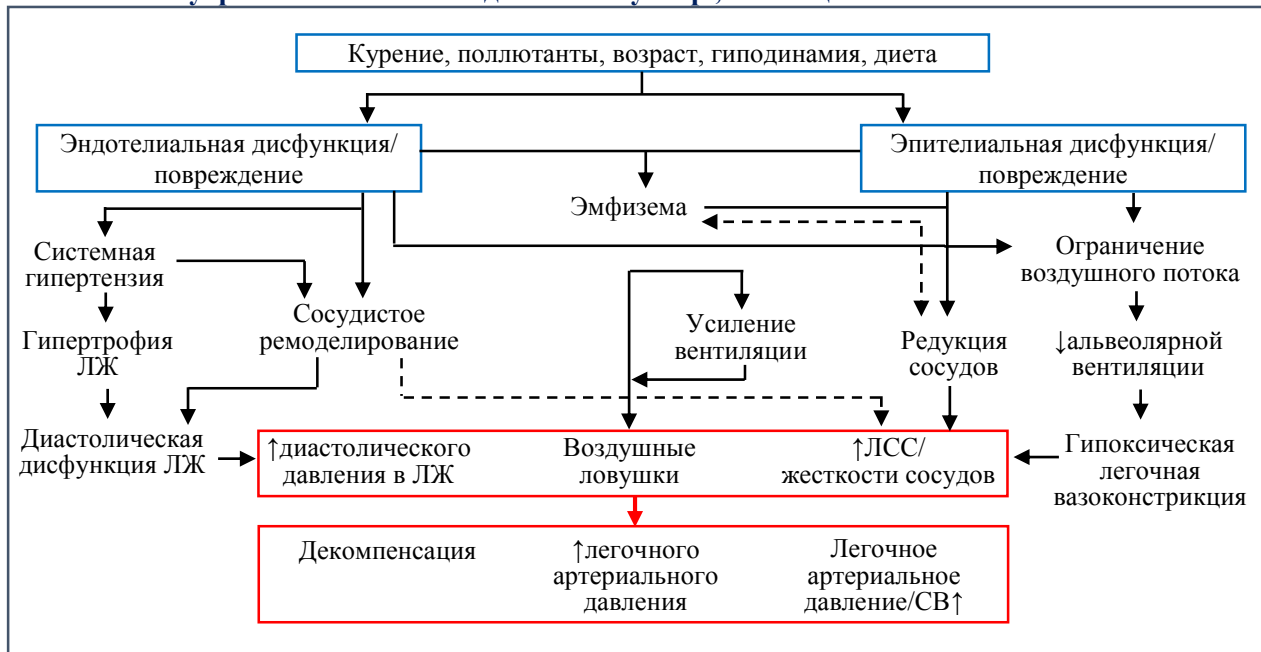 Курение, поллютанты, возраст, гиподинамия, диета
Эндотелиальная дисфункция/
повреждение
Эпителиальная дисфункция/
повреждение
Эмфизема
Системная
гипертензия
Ограничение
воздушного потока
Сосудистое
ремоделирование
Усиление
вентиляции
Гипертрофия
ЛЖ
Редукция
сосудов
↓альвеолярной
вентиляции
Диастолическая
дисфункция ЛЖ
↑диастолического
давления в ЛЖ
Воздушные
ловушки
↑ЛСС/
жесткости сосудов
Гипоксическая
легочная
вазоконстрикция
Декомпенсация
↑легочного
артериального
давления
Легочное
артериальное
давление/СВ↑